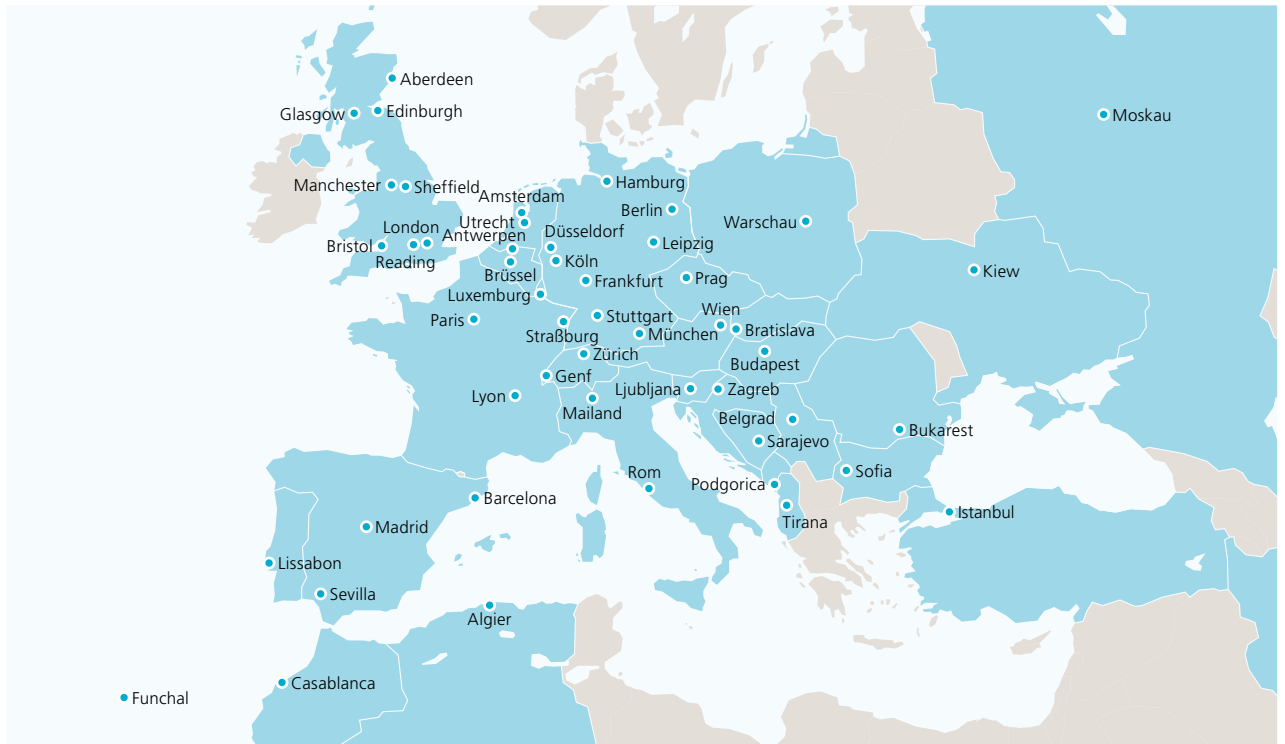 Aberdeen
Glasgow
Edinburgh
Moskau
Manchester
Sheffield
Hamburg
Amsterdam
Berlin
Utrecht
Warschau
London
Antwerpen
Düsseldorf
Bristol
Leipzig
Reading
Köln
Brüssel
Kiew
Frankfurt
Prag
Luxemburg
Wien
Paris
Stuttgart
Straßburg
München
Bratislava
Zürich
Budapest
Genf
Ljubljana
Zagreb
Lyon
Mailand
Belgrad
Bukarest
Sarajevo
Rom
Sofia
Podgorica
Barcelona
Istanbul
Tirana
Madrid
Lissabon
Sevilla
Algier
Casablanca
Funchal